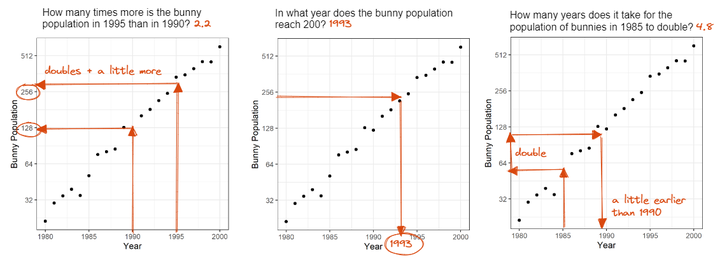 How many times more is the bunny
population in 1995 than in 1990? 2.2
512
256
128
64
32
doubles + a little more
Bunny Population
1980
1985
1990
1995
2000
Year
In what year does the bunny population
reach 200? 1993
512
256
128
64
32
Bunny Population
1980
1985
1990
1995
2000
Year
1993
How many years does it take for the
population of bunnies in 1985 to double? 4.8
512
256
128
64
32
double
a little earlier
than 1990
Bunny Population
1980
1985
1990
1995
2000
Year